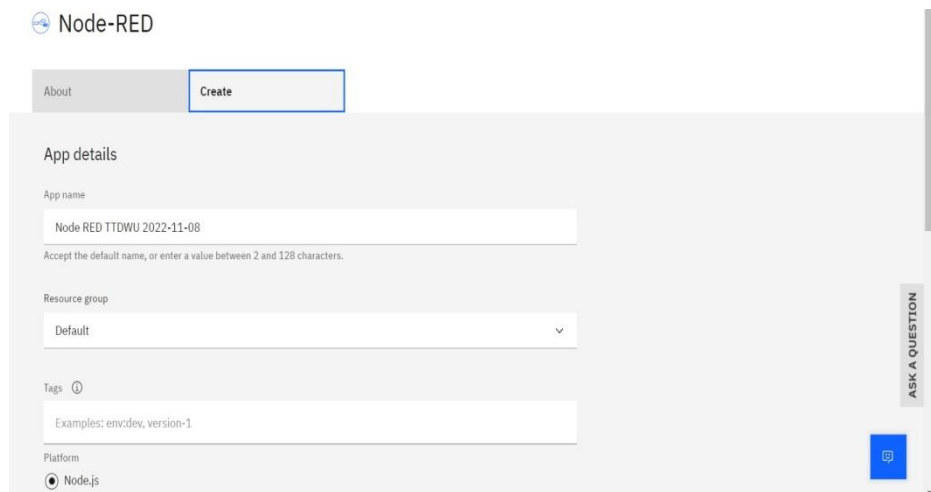 Node-RED
About
Create
App details
App name
Node RED TTDWU 2022-11-08
Accept the default name, or enter a value between 2 and 128 characters.
Resource group
Default
Tags
Examples: env:dev, version-1
Platform
Node.js
ASK A QUESTION